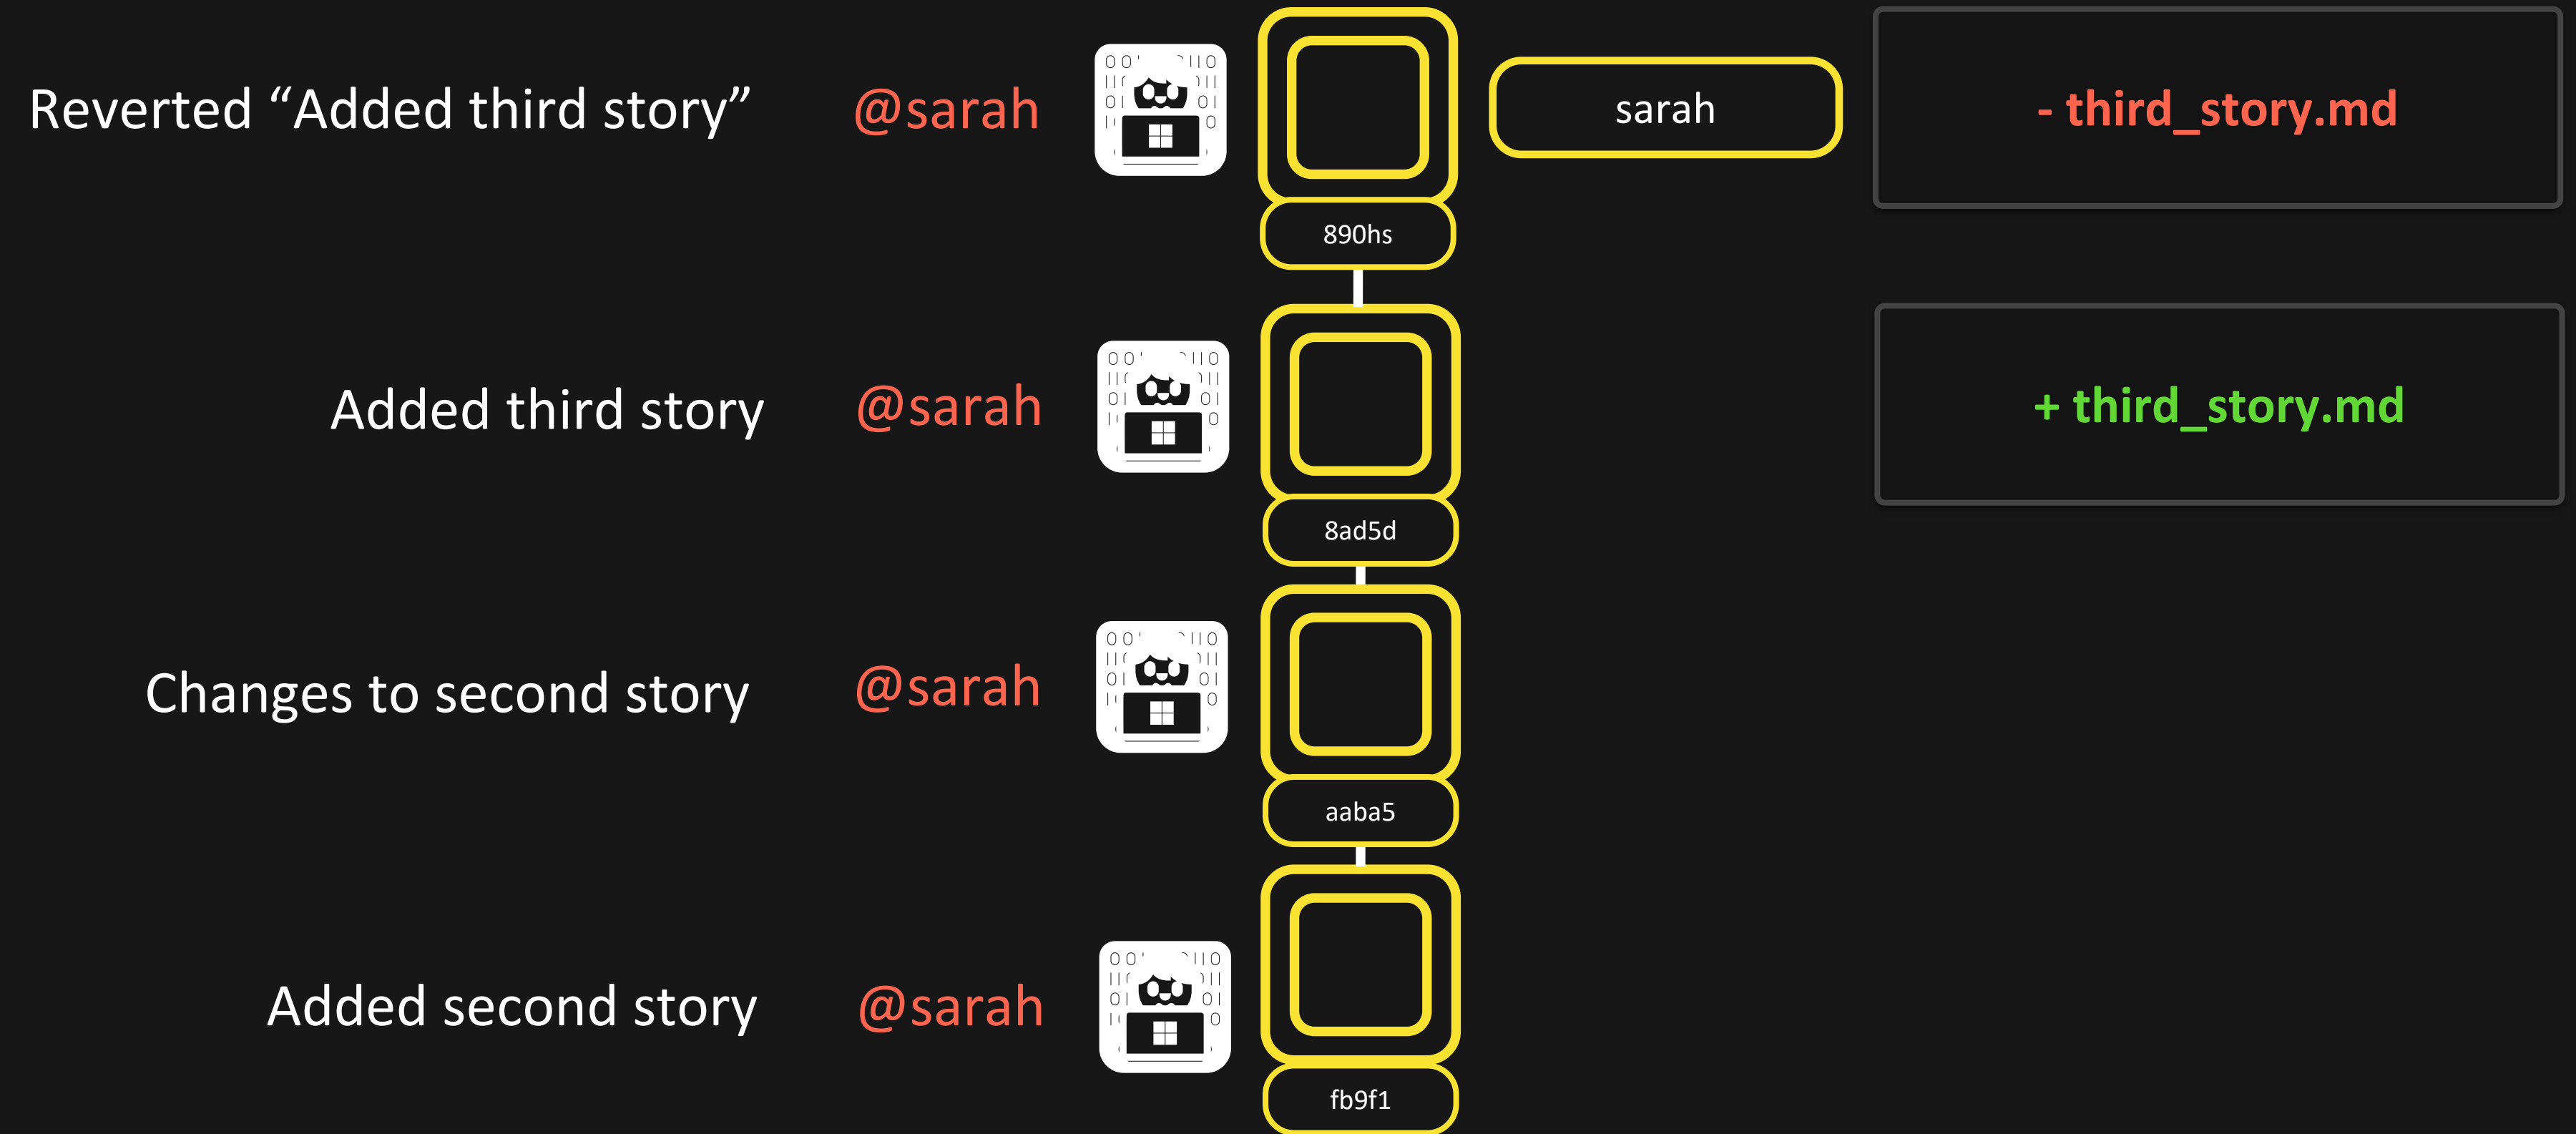 Reverted “Added third story”
@sarah
sarah
- third_story.md
890hs
Added third story
@sarah
+ third_story.md
8ad5d
Changes to second story
@sarah
aaba5
Added second story
@sarah
fb9f1